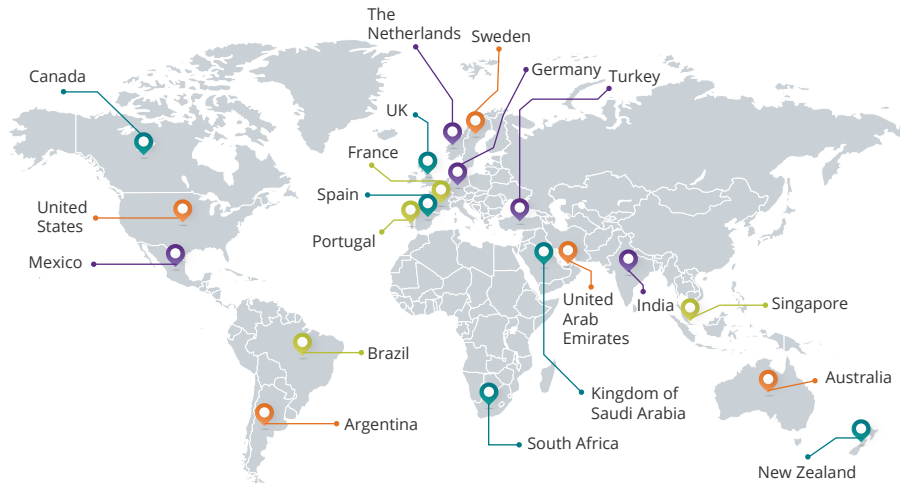 The
Netherlands
Sweden
Germany
Turkey
Canada
UK
France
Spain
Portugal
United
States
Mexico
United
Arab
Emirates
India
Singapore
Brazil
Kingdom of
Saudi Arabia
Australia
Argentina
South Africa
New Zealand